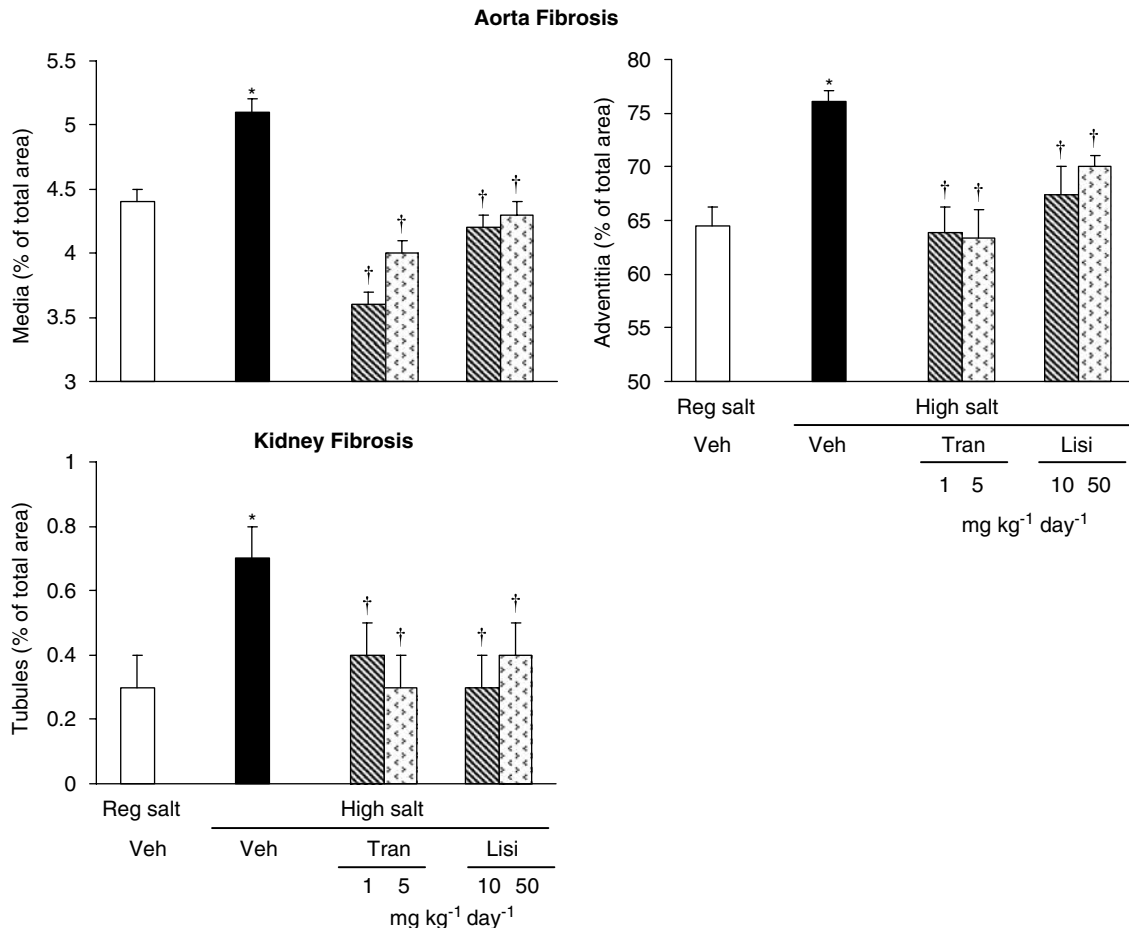 Aorta Fibrosis
Media (% of total area)
5.5
5
4.5
4
3.5
3
*
†
†
†
†
Adventitia (% of total area)
80
75
70
65
60
55
50
*
†
†
†
†
Reg salt High salt
Veh Veh Tran Lisi
1 5 10 50
mg kg⁻¹ day⁻¹
Kidney Fibrosis
Tubules (% of total area)
1
0.8
0.6
0.4
0.2
0
*
†
†
†
†
Reg salt High salt
Veh Veh Tran Lisi
1 5 10 50
mg kg⁻¹ day⁻¹